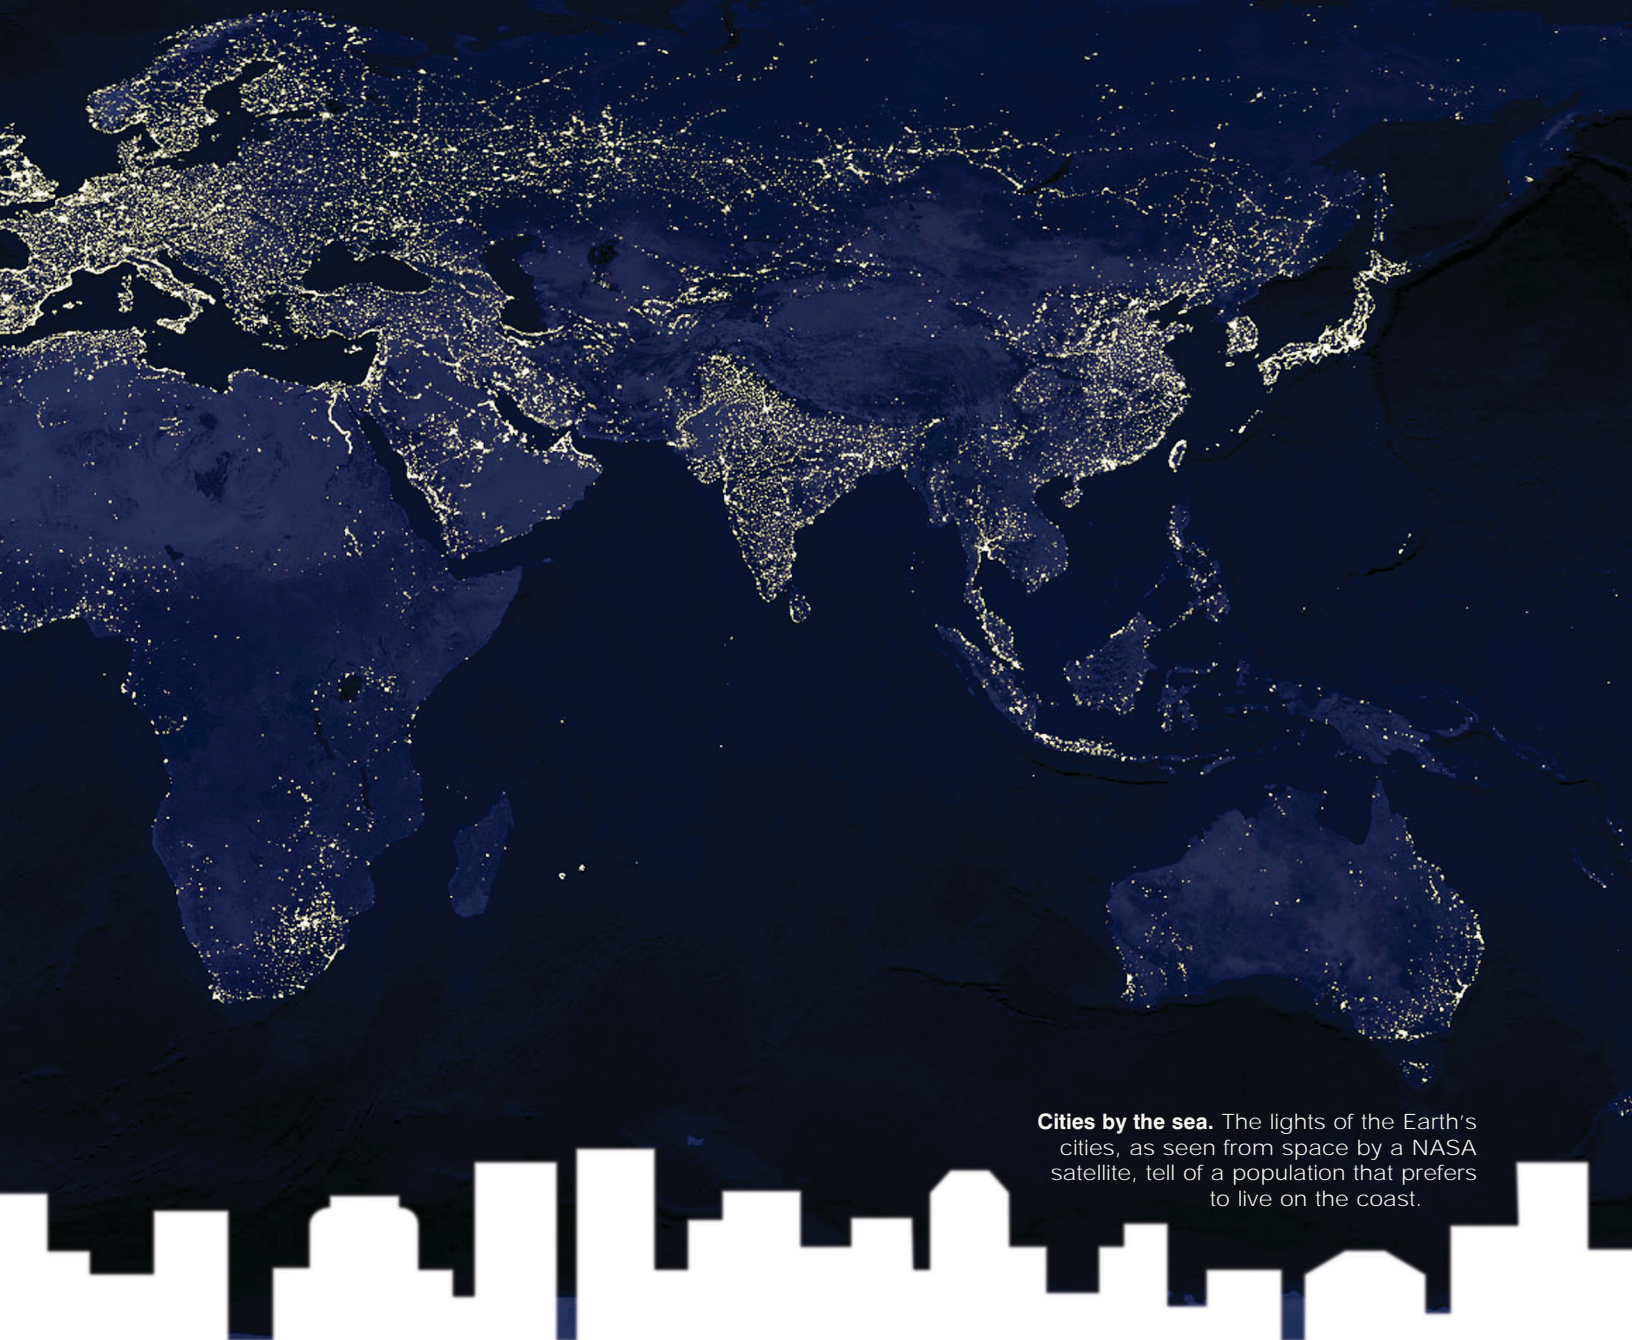 Cities by the sea. The lights of the Earth's
cities, as seen from space by a NASA
satellite, tell of a population that prefers
to live on the coast.